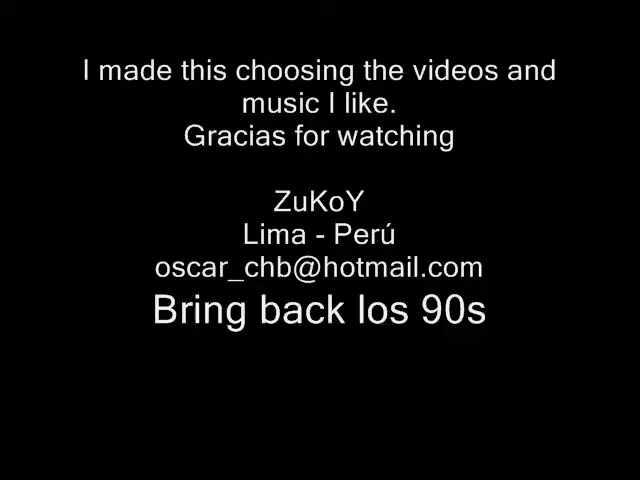 I made this choosing the videos and
music I like.
Gracias for watching
ZuKoY
Lima - Perú
oscar_chb@hotmail.com
Bring back los 90s